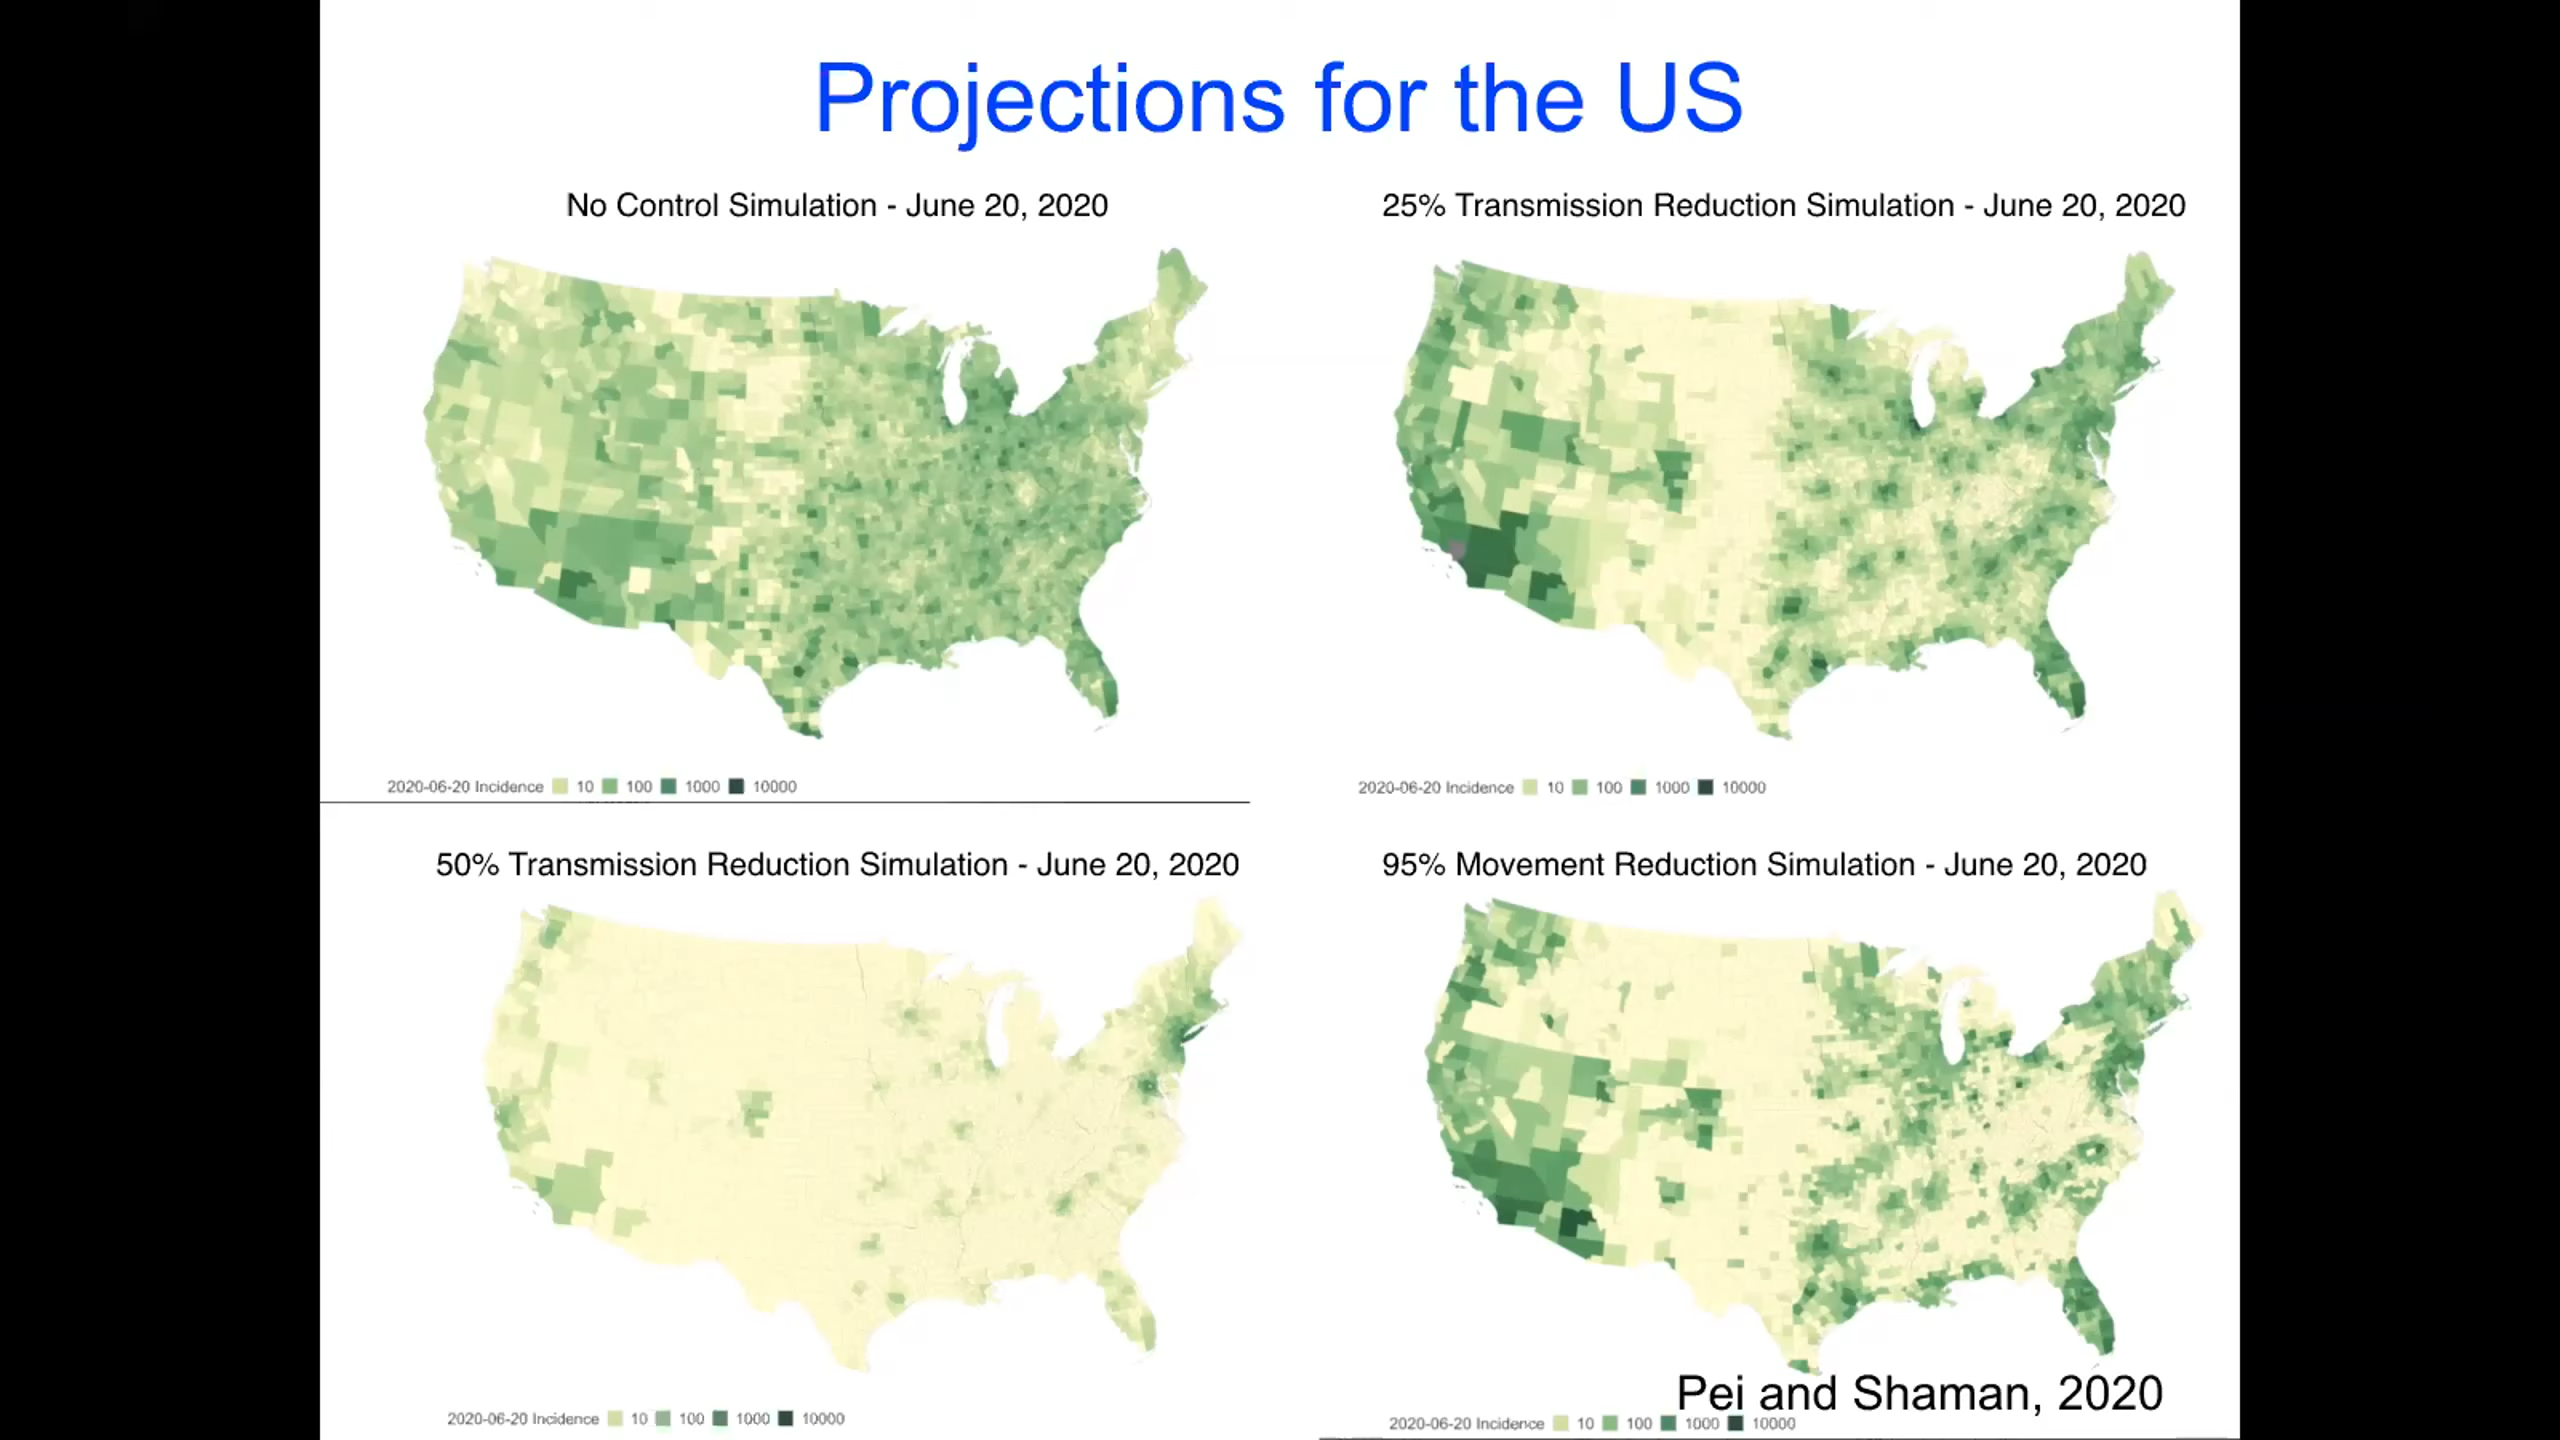 Projections for the US
No Control Simulation - June 20, 2020
25% Transmission Reduction Simulation - June 20, 2020
2020-06-20 Incidence 10 100 1000 10000
2020-06-20 Incidence 10 100 1000 10000
50% Transmission Reduction Simulation - June 20, 2020
95% Movement Reduction Simulation - June 20, 2020
Pei and Shaman, 2020
2020-06-20 Incidence 10 100 1000 10000
2020-06-20 Incidence 10 100 1000 10000